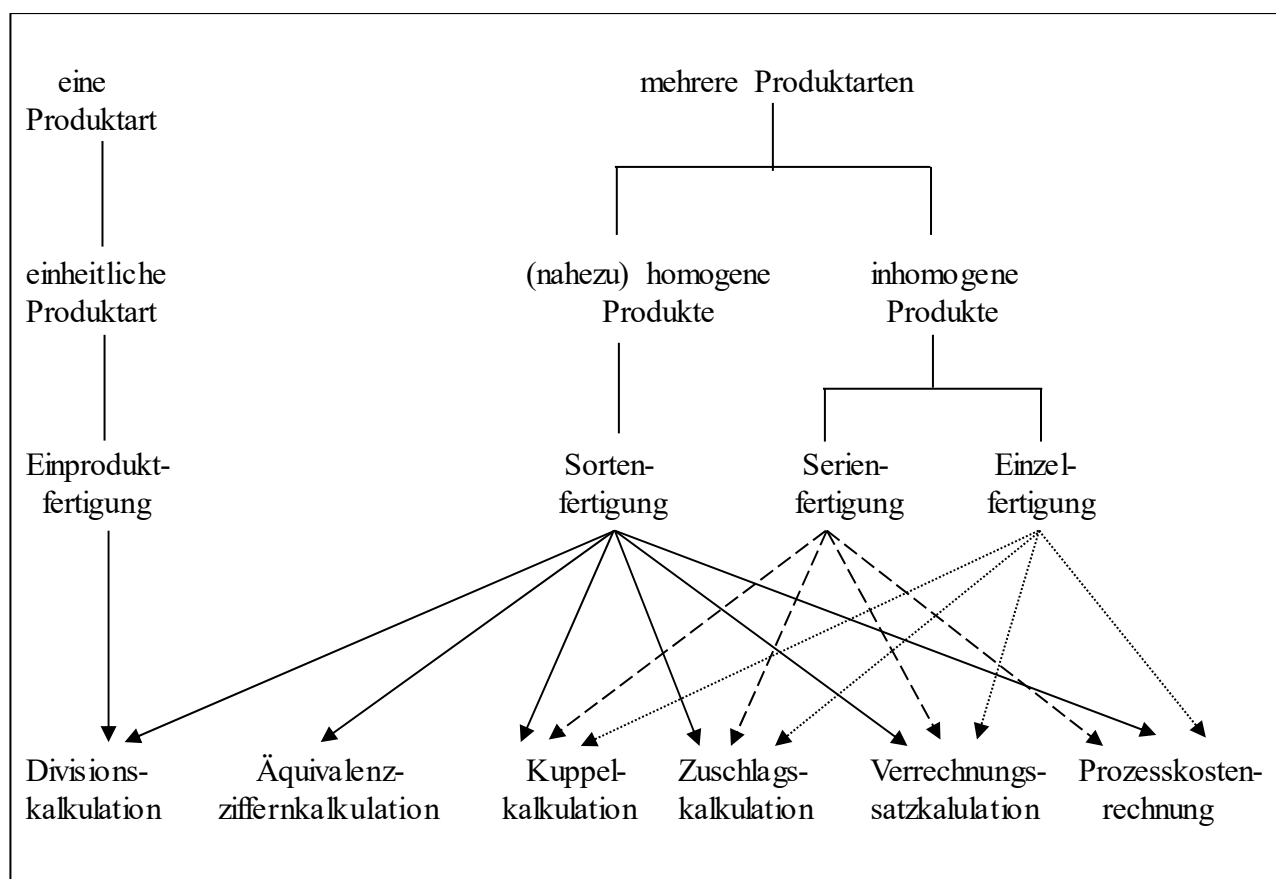 eine
Produktart
mehrere Produktarten
einheitliche
Produktart
(nahezu) homogene
Produkte
inhomogene
Produkte
Einprodukt-
fertigung
Sorten-
fertigung
Serien-
fertigung
Einzel-
fertigung
Divisions-
kalkulation
Äquivalenz-
ziffernkalkulation
Kuppel-
kalkulation
Zuschlags-
kalkulation
Verrechnungs-
satzkalulation
Prozesskosten-
rechnung